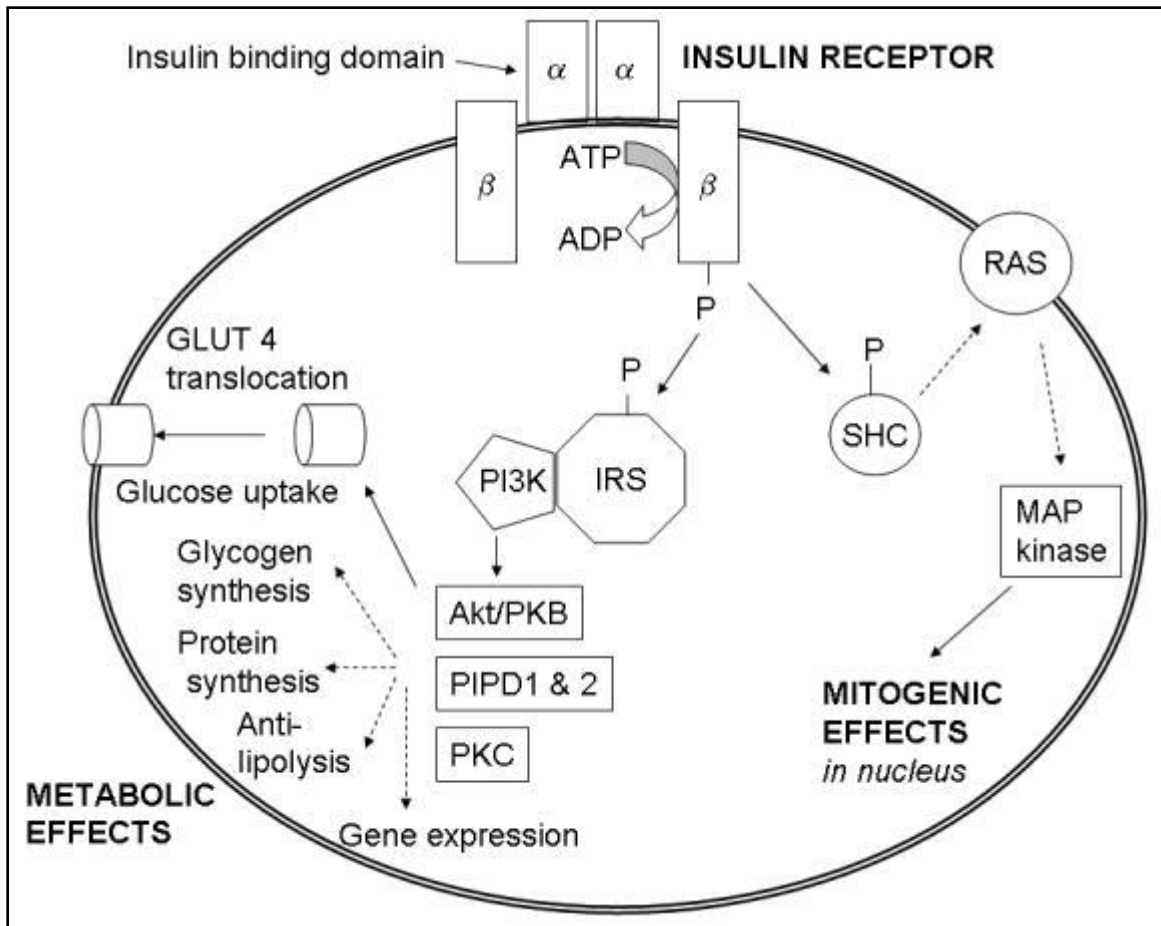 Insulin binding domain
α
α
INSULIN RECEPTOR
β
ATP
ADP
β
P
RAS
GLUT 4
translocation
P
P
SHC
PI3K
IRS
Glucose uptake
MAP
kinase
Glycogen
synthesis
Akt/PKB
Protein
synthesis
PIPD1 & 2
Anti-
lipolysis
PKC
MITOGENIC
EFFECTS
in nucleus
METABOLIC
EFFECTS
Gene expression